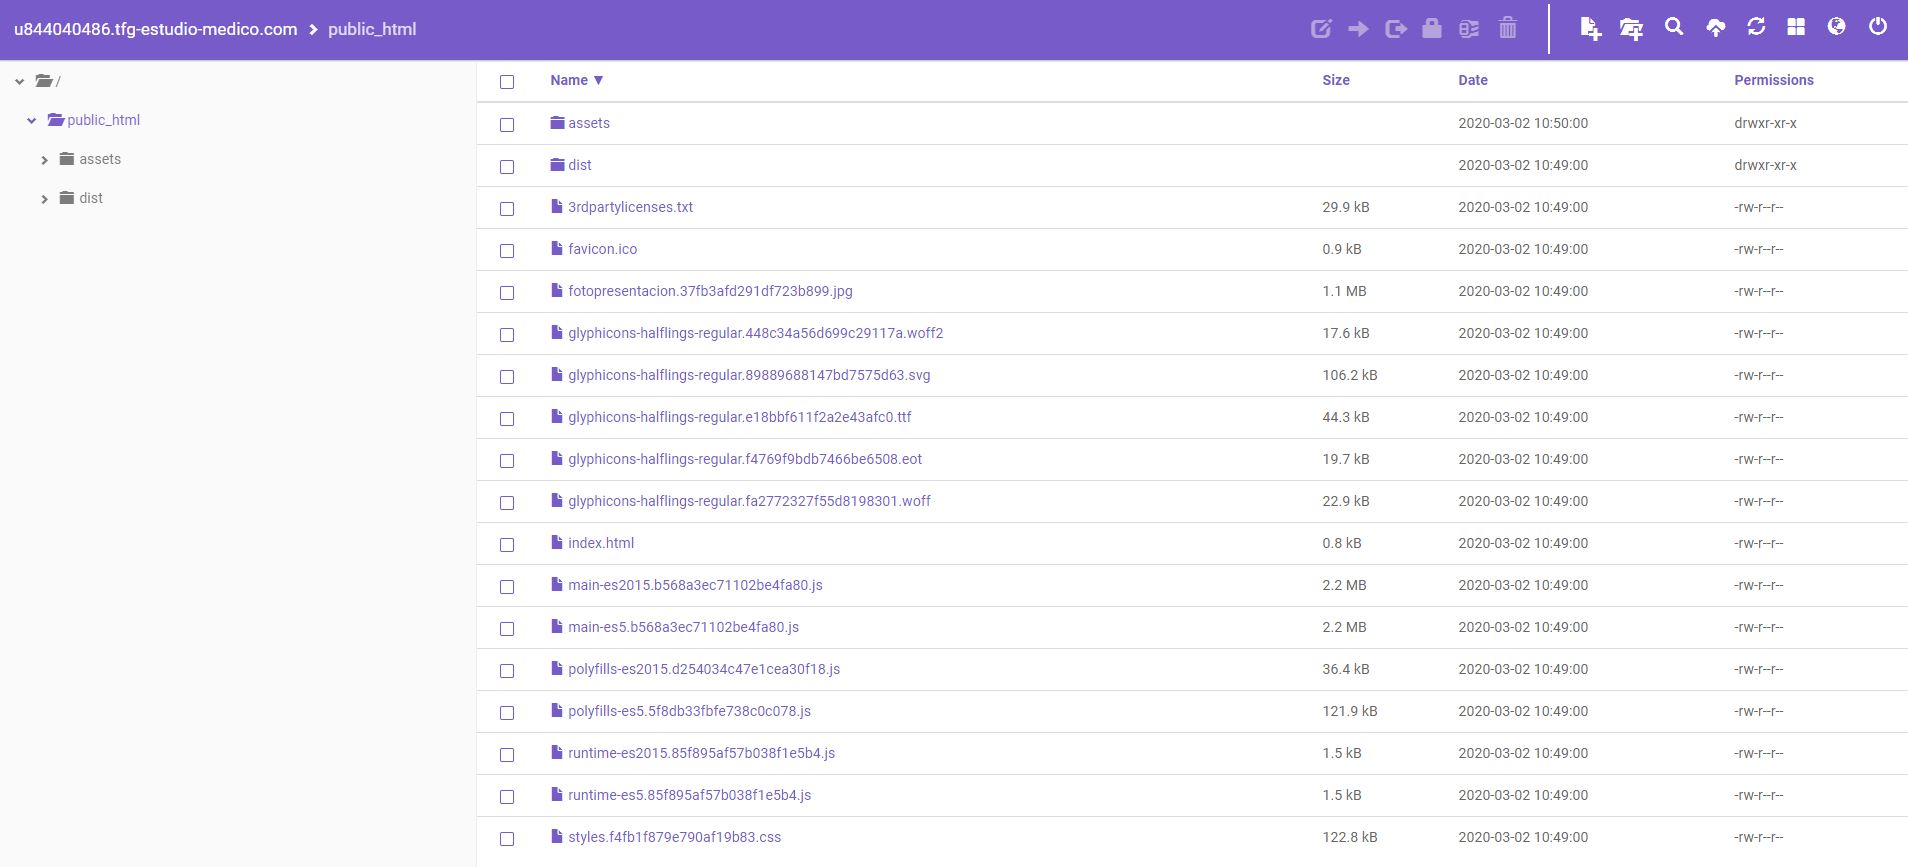 u844040486.tfg-estudio-medico.com > public_html
/
public_html
assets
dist
Name ▼ Size Date Permissions
assets 2020-03-02 10:50:00 drwxr-xr-x
dist 2020-03-02 10:49:00 drwxr-xr-x
3rdpartylicenses.txt 29.9 kB 2020-03-02 10:49:00 -rw-r--r--
favicon.ico 0.9 kB 2020-03-02 10:49:00 -rw-r--r--
fotopresentacion.37fb3afd291df723b899.jpg 1.1 MB 2020-03-02 10:49:00 -rw-r--r--
glyphicons-halflings-regular.448c34a56d699c29117a.woff2 17.6 kB 2020-03-02 10:49:00 -rw-r--r--
glyphicons-halflings-regular.89889688147bd7575d63.svg 106.2 kB 2020-03-02 10:49:00 -rw-r--r--
glyphicons-halflings-regular.e18bbf611f2a2e43afc0.ttf 44.3 kB 2020-03-02 10:49:00 -rw-r--r--
glyphicons-halflings-regular.f4769f9bdb7466be6508.eot 19.7 kB 2020-03-02 10:49:00 -rw-r--r--
glyphicons-halflings-regular.fa2772327f55d8198301.woff 22.9 kB 2020-03-02 10:49:00 -rw-r--r--
index.html 0.8 kB 2020-03-02 10:49:00 -rw-r--r--
main-es2015.b568a3ec71102be4fa80.js 2.2 MB 2020-03-02 10:49:00 -rw-r--r--
main-es5.b568a3ec71102be4fa80.js 2.2 MB 2020-03-02 10:49:00 -rw-r--r--
polyfills-es2015.d254034c47e1cea30f18.js 36.4 kB 2020-03-02 10:49:00 -rw-r--r--
polyfills-es5.5f8db33fbfe738c0c078.js 121.9 kB 2020-03-02 10:49:00 -rw-r--r--
runtime-es2015.85f895af57b038f1e5b4.js 1.5 kB 2020-03-02 10:49:00 -rw-r--r--
runtime-es5.85f895af57b038f1e5b4.js 1.5 kB 2020-03-02 10:49:00 -rw-r--r--
styles.f4fb1f879e790af19b83.css 122.8 kB 2020-03-02 10:49:00 -rw-r--r--